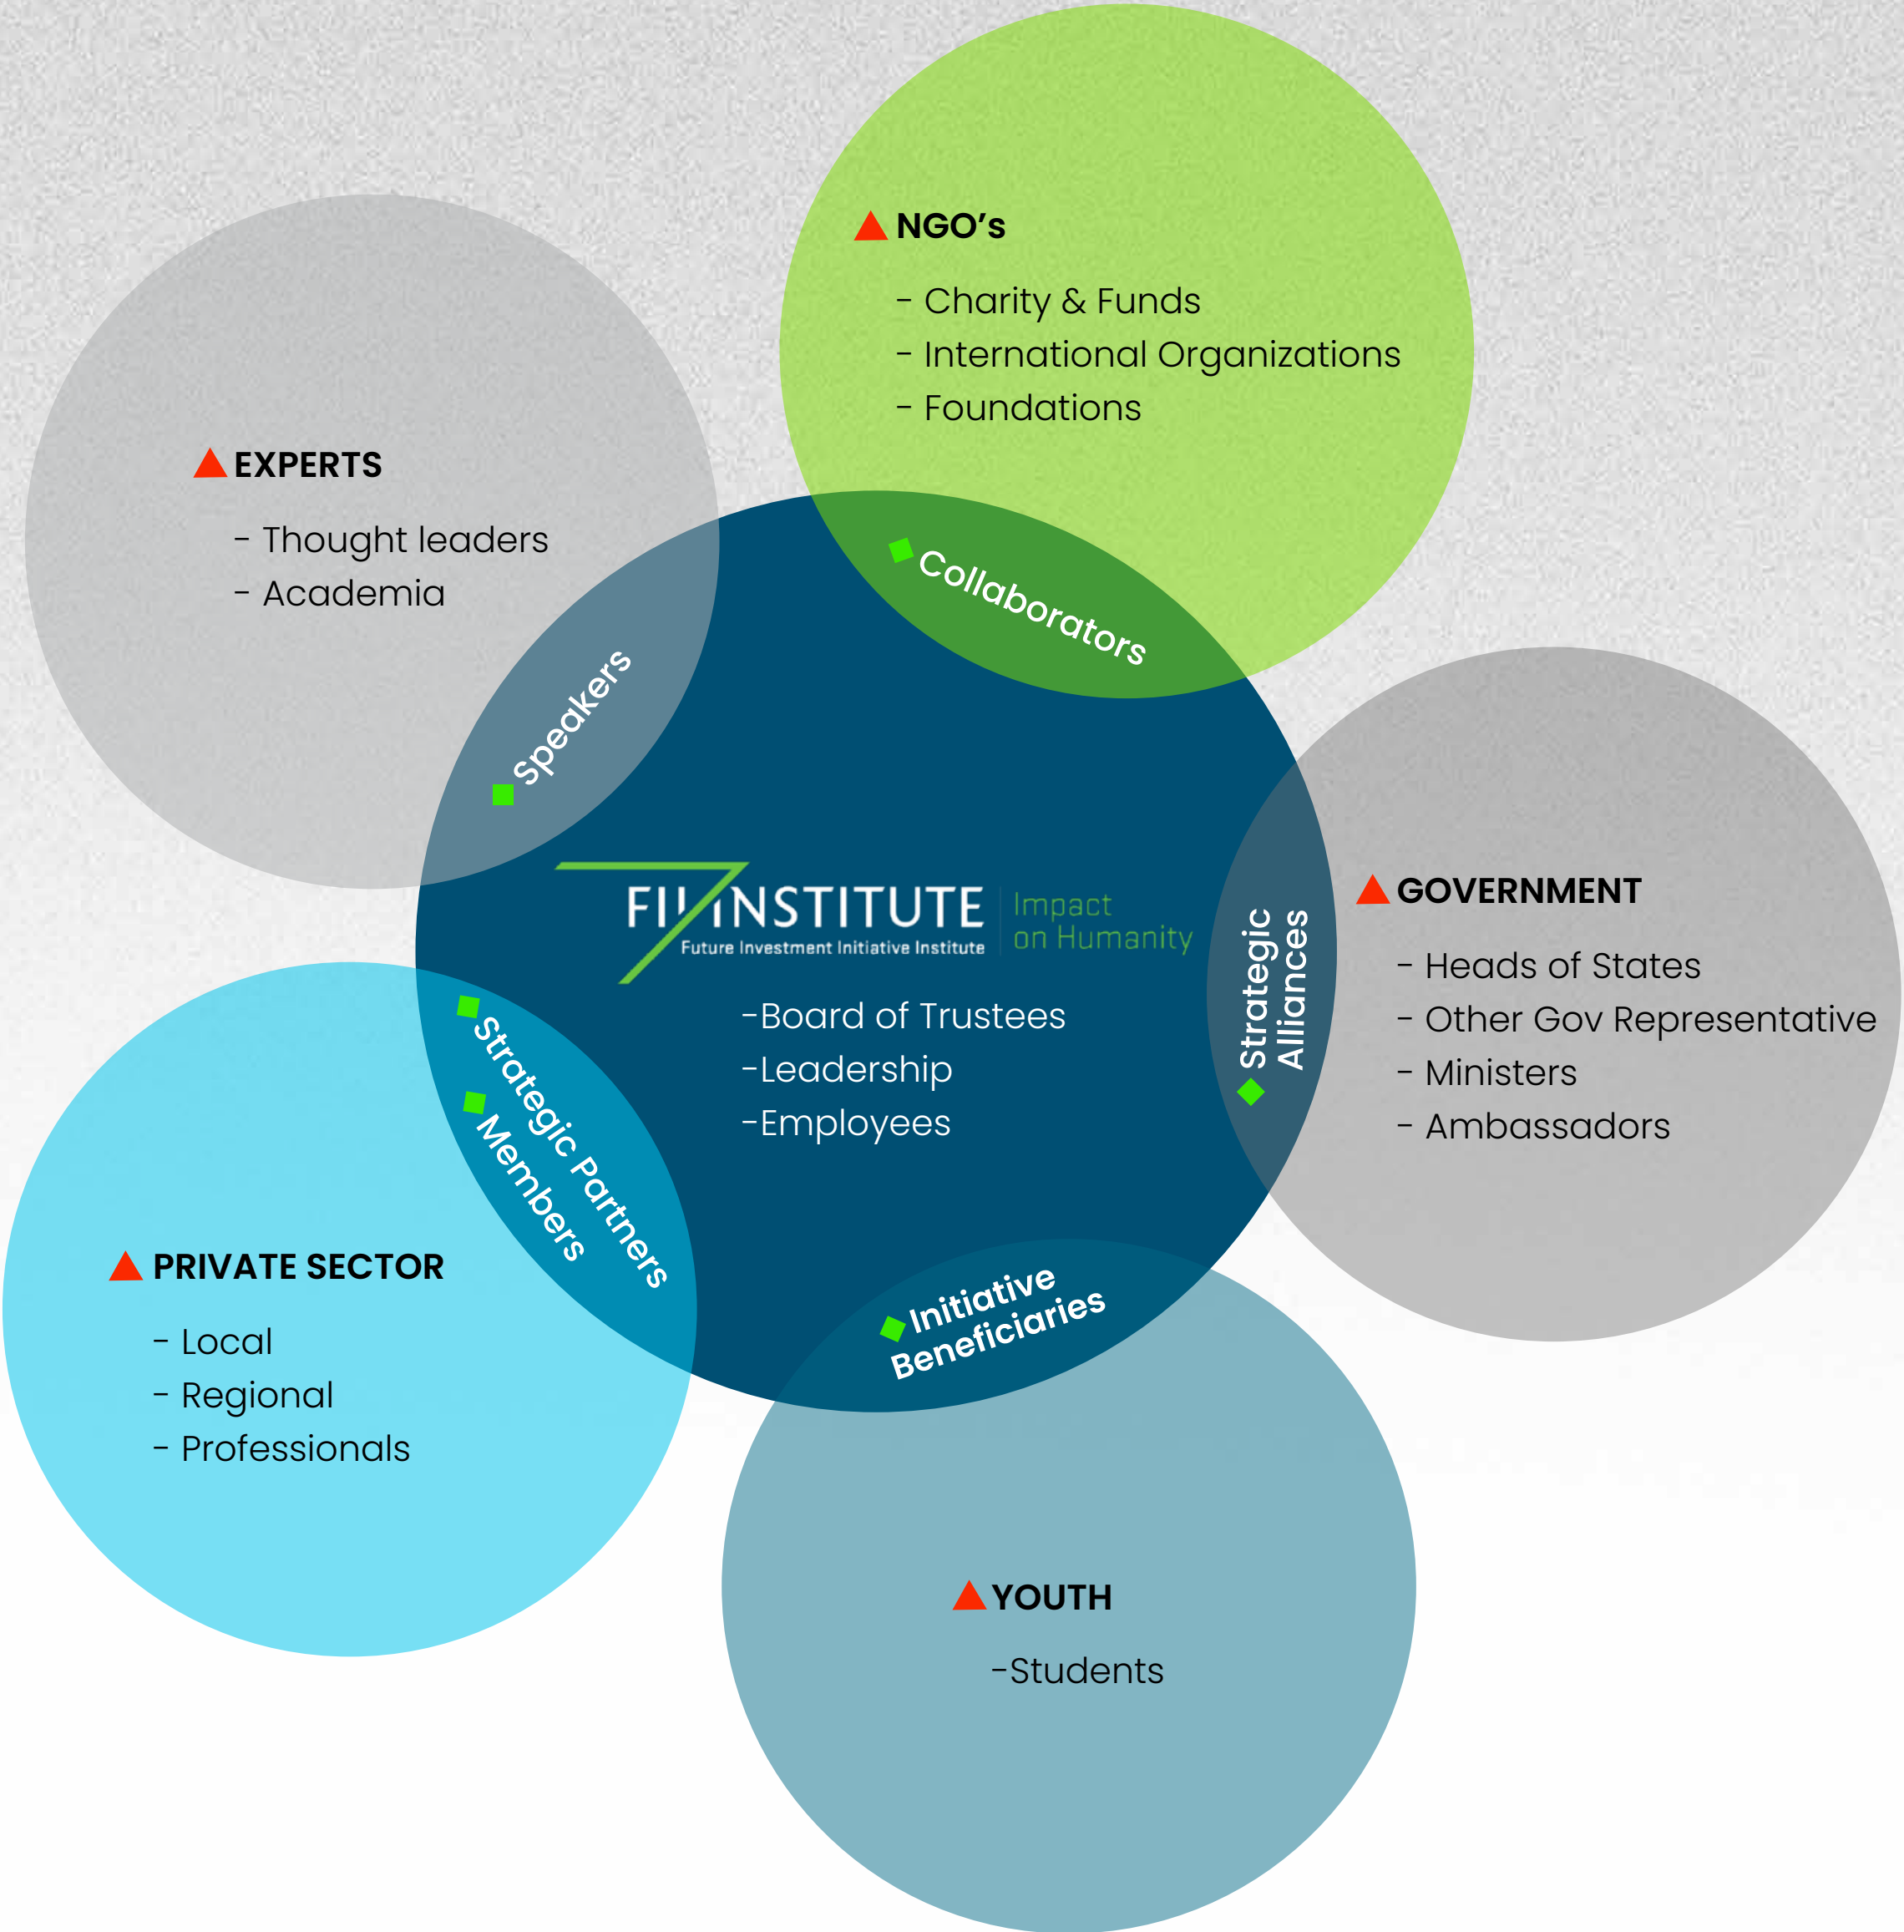 NGO’s
- Charity & Funds
- International Organizations
- Foundations
Collaborators
EXPERTS
- Thought leaders
- Academia
Speakers
FII INSTITUTE
Future Investment Initiative Institute
Impact
on Humanity
-Board of Trustees
-Leadership
-Employees
Strategic
Alliances
GOVERNMENT
- Heads of States
- Other Gov Representative
- Ministers
- Ambassadors
Strategic Partners
Members
PRIVATE SECTOR
- Local
- Regional
- Professionals
Initiative
Beneficiaries
YOUTH
-Students